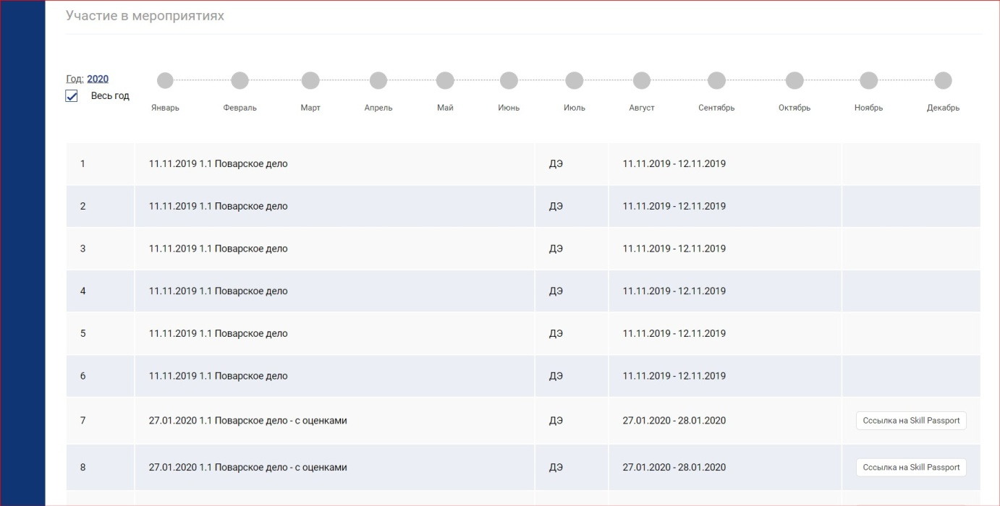 Участие в мероприятиях
Год: 2020
Весь год
Январь Февраль Март Апрель Май Июнь Июль Август Сентябрь Октябрь Ноябрь Декабрь
1 11.11.2019 1.1 Поварское дело ДЭ 11.11.2019 - 12.11.2019
2 11.11.2019 1.1 Поварское дело ДЭ 11.11.2019 - 12.11.2019
3 11.11.2019 1.1 Поварское дело ДЭ 11.11.2019 - 12.11.2019
4 11.11.2019 1.1 Поварское дело ДЭ 11.11.2019 - 12.11.2019
5 11.11.2019 1.1 Поварское дело ДЭ 11.11.2019 - 12.11.2019
6 11.11.2019 1.1 Поварское дело ДЭ 11.11.2019 - 12.11.2019
7 27.01.2020 1.1 Поварское дело - с оценками ДЭ 27.01.2020 - 28.01.2020 Сссылка на Skill Passport
8 27.01.2020 1.1 Поварское дело - с оценками ДЭ 27.01.2020 - 28.01.2020 Сссылка на Skill Passport